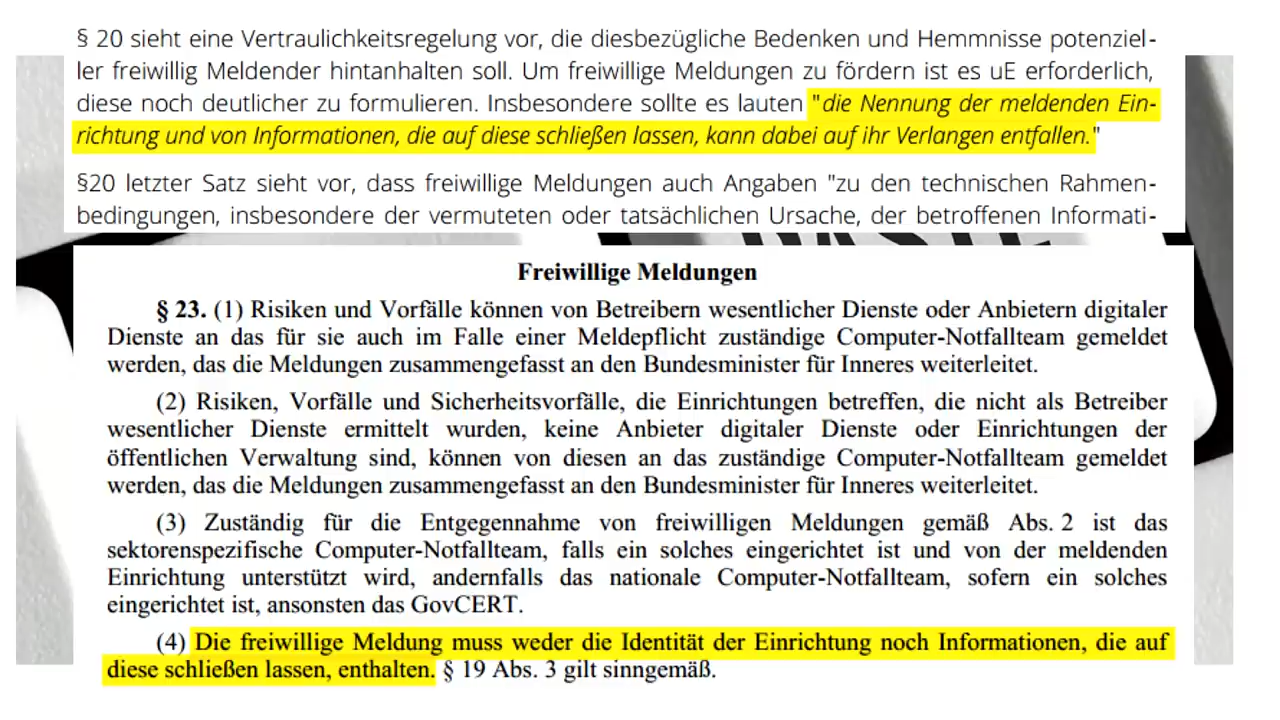 § 20 sieht eine Vertraulichkeitsregelung vor, die diesbezügliche Bedenken und Hemmnisse potenziel-
ler freiwillig Meldender hintanhalten soll. Um freiwillige Meldungen zu fördern ist es uE erforderlich,
diese noch deutlicher zu formulieren. Insbesondere sollte es lauten "die Nennung der meldenden Ein-
richtung und von Informationen, die auf diese schließen lassen, kann dabei auf ihr Verlangen entfallen."
§20 letzter Satz sieht vor, dass freiwillige Meldungen auch Angaben "zu den technischen Rahmen-
bedingungen, insbesondere der vermuteten oder tatsächlichen Ursache, der betroffenen Informati-
Freiwillige Meldungen
§ 23. (1) Risiken und Vorfälle können von Betreibern wesentlicher Dienste oder Anbietern digitaler
Dienste an das für sie auch im Falle einer Meldepflicht zuständige Computer-Notfallteam gemeldet
werden, das die Meldungen zusammengefasst an den Bundesminister für Inneres weiterleitet.
(2) Risiken, Vorfälle und Sicherheitsvorfälle, die Einrichtungen betreffen, die nicht als Betreiber
wesentlicher Dienste ermittelt wurden, keine Anbieter digitaler Dienste oder Einrichtungen der
öffentlichen Verwaltung sind, können von diesen an das zuständige Computer-Notfallteam gemeldet
werden, das die Meldungen zusammengefasst an den Bundesminister für Inneres weiterleitet.
(3) Zuständig für die Entgegennahme von freiwilligen Meldungen gemäß Abs. 2 ist das
sektorenspezifische Computer-Notfallteam, falls ein solches eingerichtet ist und von der meldenden
Einrichtung unterstützt wird, andernfalls das nationale Computer-Notfallteam, sofern ein solches
eingerichtet ist, ansonsten das GovCERT.
(4) Die freiwillige Meldung muss weder die Identität der Einrichtung noch Informationen, die auf
diese schließen lassen, enthalten. § 19 Abs. 3 gilt sinngemäß.